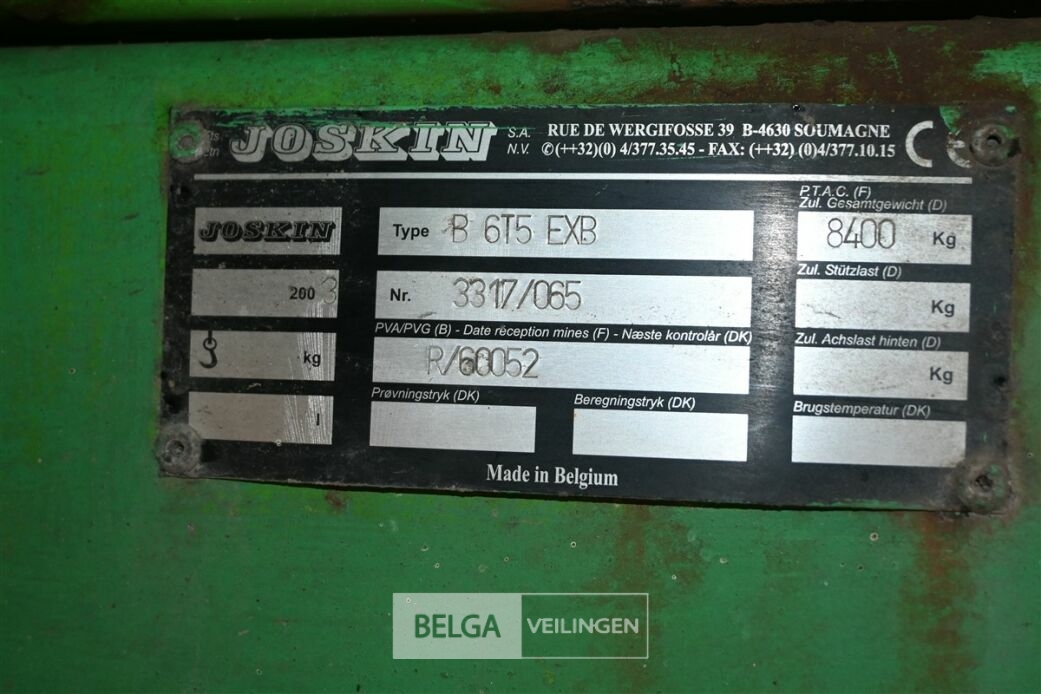 JOSKIN S.A. N.V. RUE DE WERGIFOSSE 39 B-4630 SOUMAGNE
✆(++32)(0) 4/377.35.45 - FAX: (++32) (0)4/377.10.15 CE
P.T.A.C. (F)
Zul. Gesamtgewicht (D)
JOSKIN Type B 6T5 EXB 8400 Kg
Zul. Stützlast (D)
2003 Nr. 3317/065 Kg
PVA/PVG (B) - Date réception mines (F) - Næste kontrolår (DK) Zul. Achslast hinten (D)
kg R/60052 Kg
Prøvningstryk (DK) Beregningstryk (DK) Brugstemperatur (DK)
l
Made in Belgium
BELGA VEILINGEN